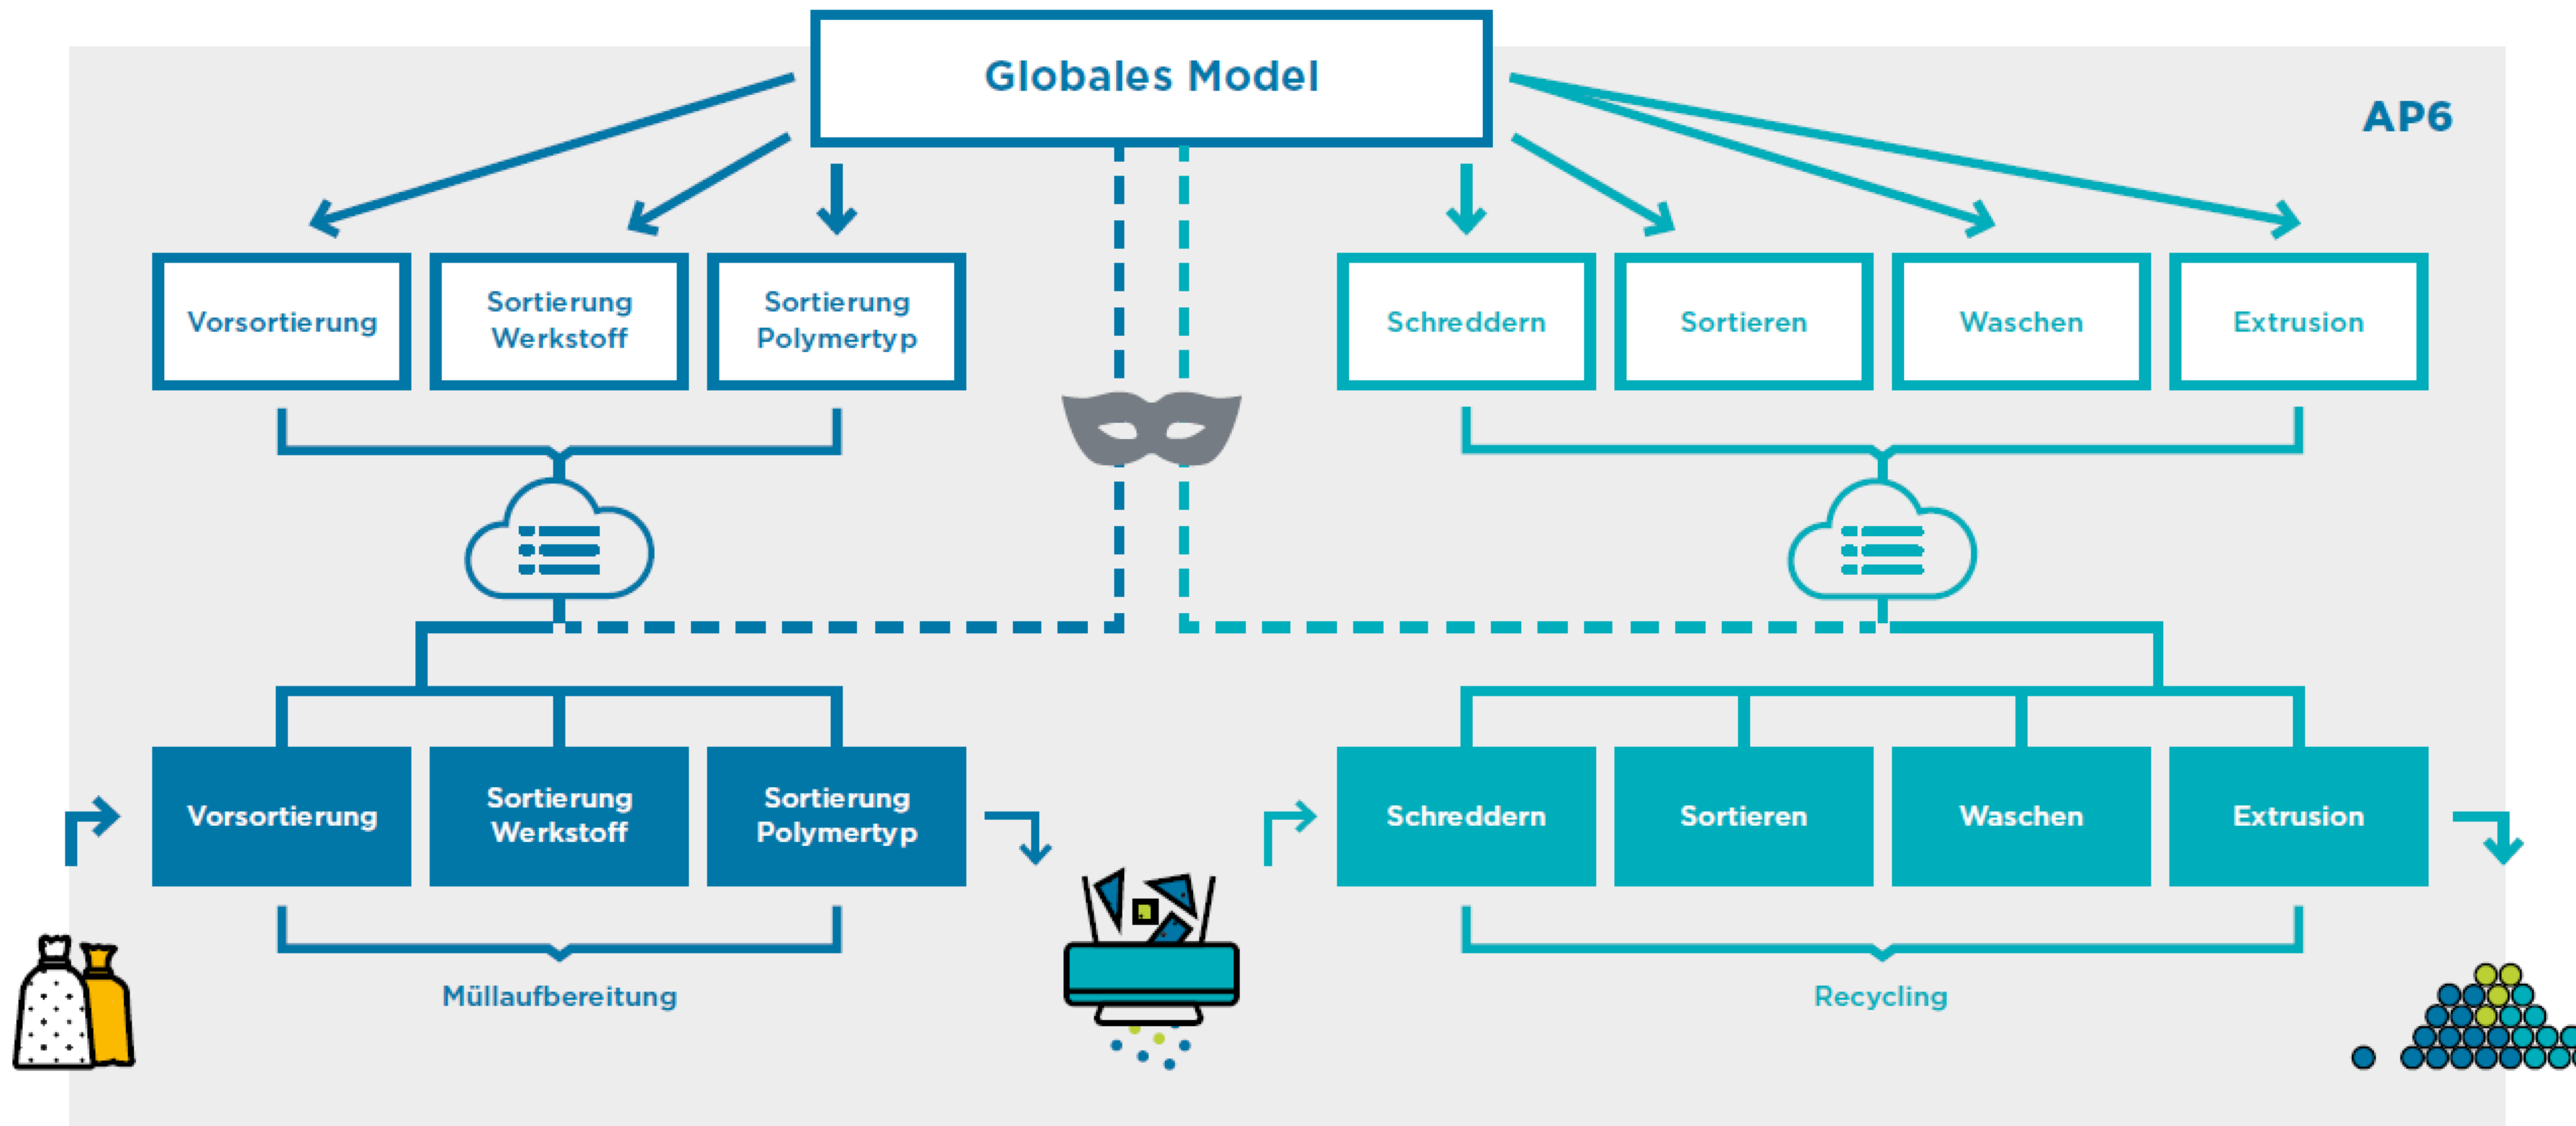 Globales Model
AP6
Vorsortierung
Sortierung
Werkstoff
Sortierung
Polymertyp
Schreddern
Sortieren
Waschen
Extrusion
Vorsortierung
Sortierung
Werkstoff
Sortierung
Polymertyp
Schreddern
Sortieren
Waschen
Extrusion
Müllaufbereitung
Recycling